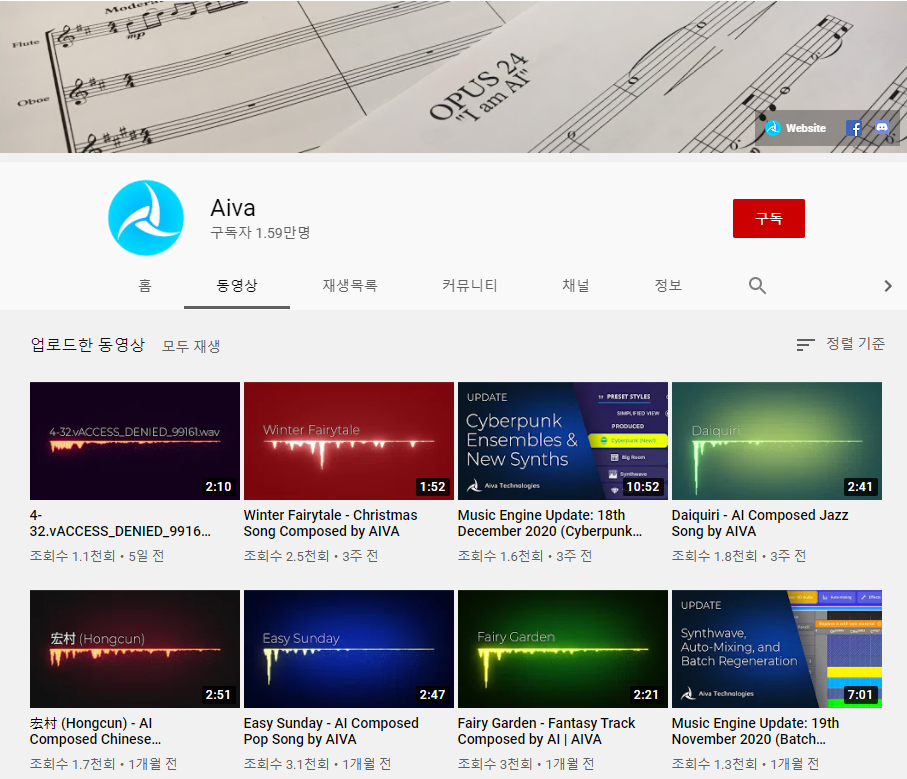 Moderato
Flute
mp
Oboe
OPUS 24
"I am AI"
Website
Aiva
구독자 1.59만명
구독
홈 동영상 재생목록 커뮤니티 채널 정보
업로드한 동영상 모두 재생 정렬 기준
4-32.vACCESS_DENIED_99161.wav
2:10
Winter Fairytale
1:52
UPDATE
Cyberpunk
Ensembles &
New Synths
Aiva Technologies
PRESET STYLES
SIMPLIFIED VIEW
PRODUCED
Cyberpunk (New!)
Big Room
Synthwave
10:52
Daiquiri
2:41
4-
32.vACCESS_DENIED_9916...
조회수 1.1천회 • 5일 전
Winter Fairytale - Christmas
Song Composed by AIVA
조회수 2.5천회 • 3주 전
Music Engine Update: 18th
December 2020 (Cyberpunk...
조회수 1.6천회 • 3주 전
Daiquiri - AI Composed Jazz
Song by AIVA
조회수 1.8천회 • 3주 전
宏村 (Hongcun)
2:51
Easy Sunday
2:47
Fairy Garden
2:21
UPDATE
Synthwave,
Auto-Mixing, and
Batch Regeneration
Aiva Technologies
Auto-mixing
Effects
7:01
宏村 (Hongcun) - AI
Composed Chinese...
조회수 1.7천회 • 1개월 전
Easy Sunday - AI Composed
Pop Song by AIVA
조회수 3.1천회 • 1개월 전
Fairy Garden - Fantasy Track
Composed by AI | AIVA
조회수 3천회 • 1개월 전
Music Engine Update: 19th
November 2020 (Batch...
조회수 1.3천회 • 1개월 전